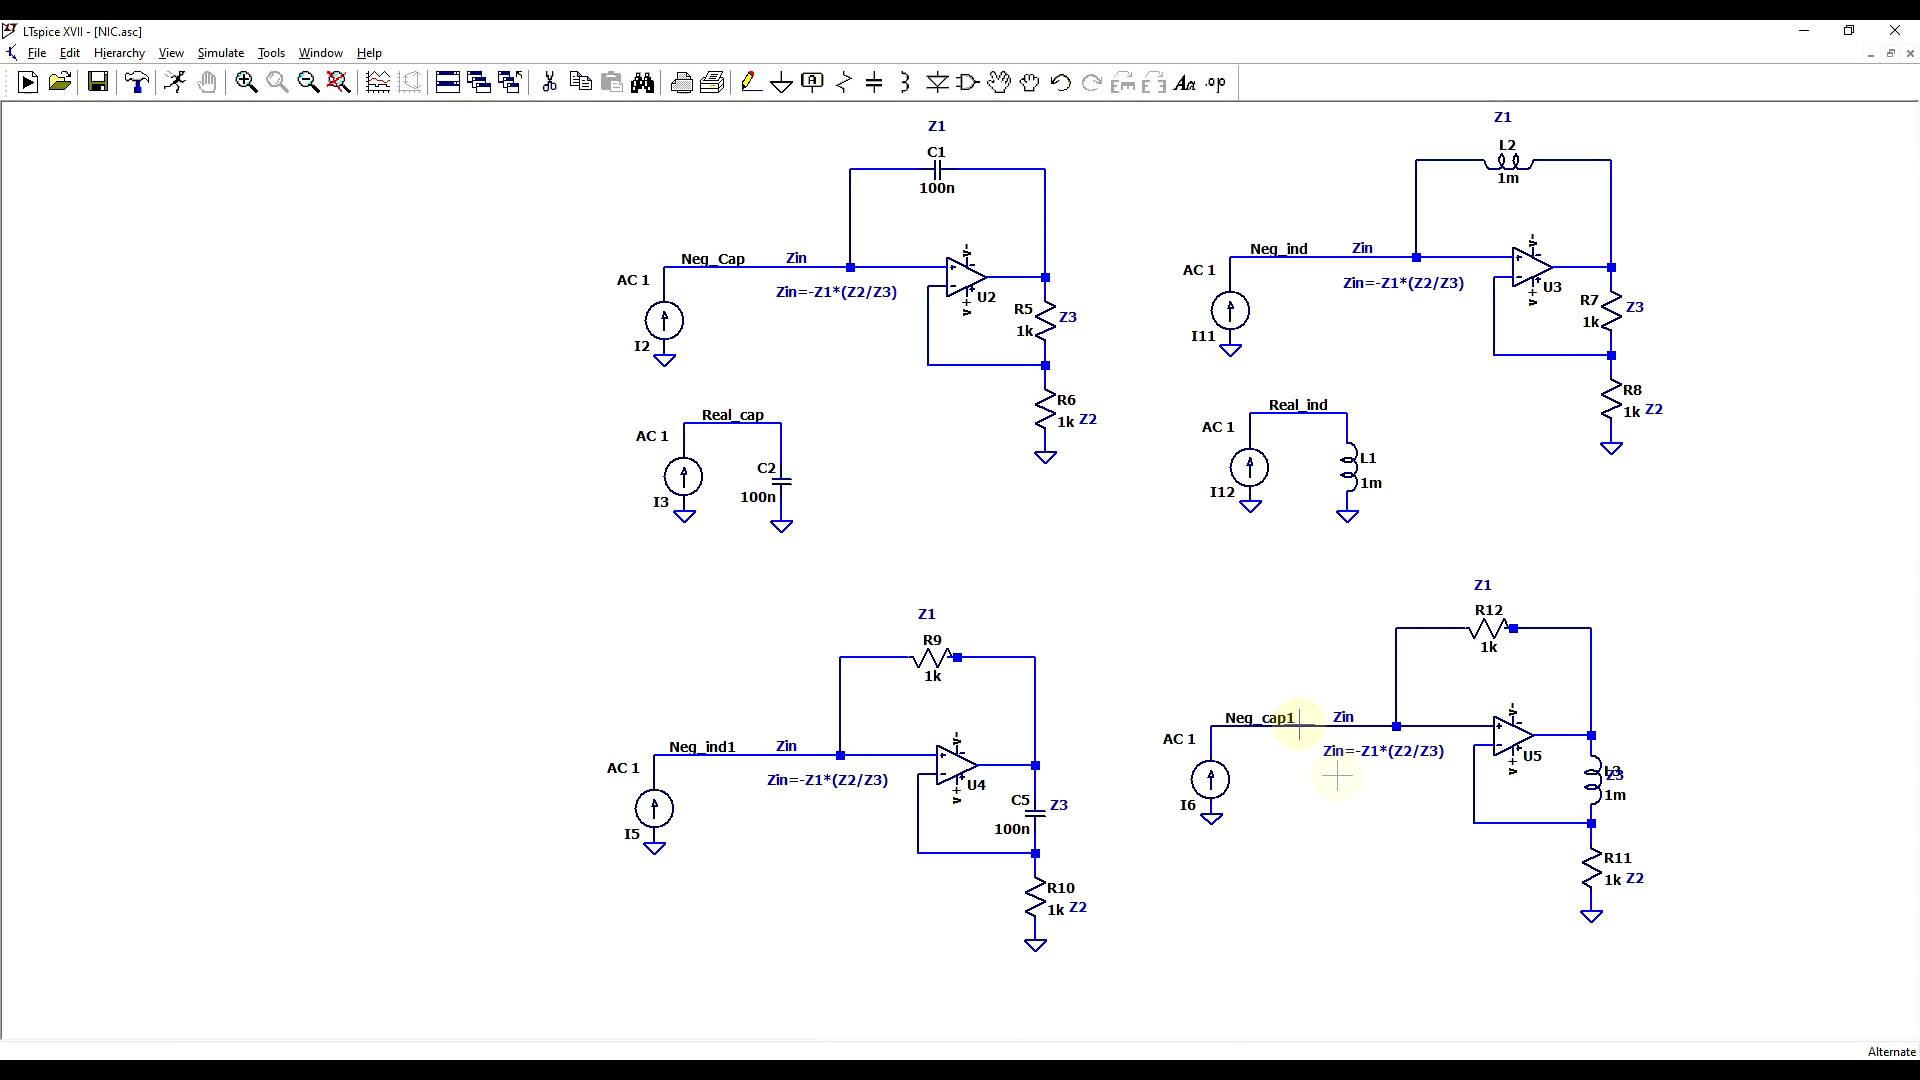 LTspice XVII - [NIC.asc]
File Edit Hierarchy View Simulate Tools Window Help
.op
Z1
C1
100n
Neg_Cap Zin
AC 1
Zin=-Z1*(Z2/Z3)
v-
v+
U2
R5 Z3
1k
I2
R6
1k Z2
Real_cap
AC 1
C2
100n
I3
Z1
L2
1m
Neg_ind Zin
AC 1
Zin=-Z1*(Z2/Z3)
v-
v+
U3
R7 Z3
1k
I11
R8
1k Z2
Real_ind
AC 1
L1
1m
I12
Z1
R9
1k
Neg_ind1 Zin
AC 1
Zin=-Z1*(Z2/Z3)
v-
v+
U4
C5 Z3
100n
I5
R10
1k Z2
Z1
R12
1k
Neg_cap1 Zin
AC 1
Zin=-Z1*(Z2/Z3)
v-
v+
U5
Z3
1m
I6
R11
1k Z2
Alternate